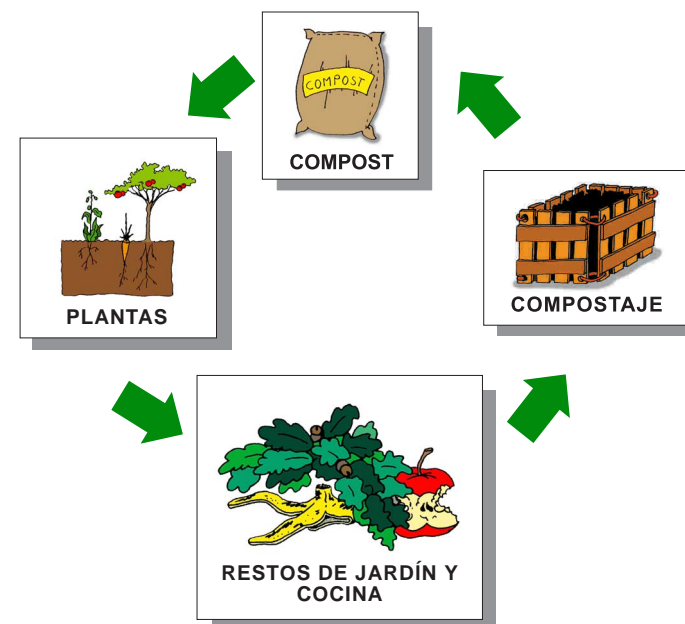 COMPOST
COMPOST
COMPOSTAJE
PLANTAS
RESTOS DE JARDÍN Y
COCINA